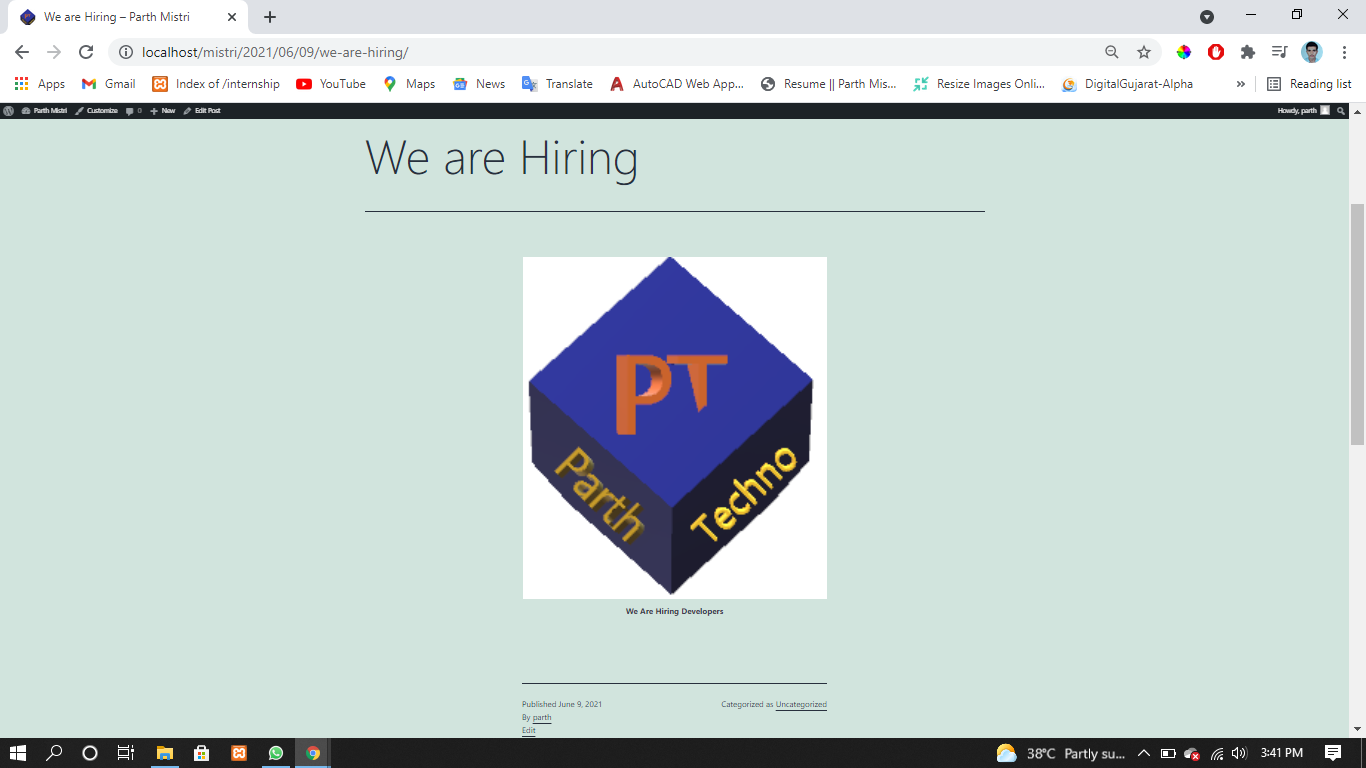 We are Hiring – Parth Mistri
localhost/mistri/2021/06/09/we-are-hiring/
Apps Gmail Index of /internship YouTube Maps News Translate AutoCAD Web App... Resume || Parth Mis... Resize Images Onli... DigitalGujarat-Alpha » Reading list
Parth Mistri Customize 0 New Edit Post Howdy, parth
We are Hiring
PT
Parth
Techno
We Are Hiring Developers
Published June 9, 2021 Categorized as Uncategorized
By parth
Edit
38°C Partly su... 3:41 PM